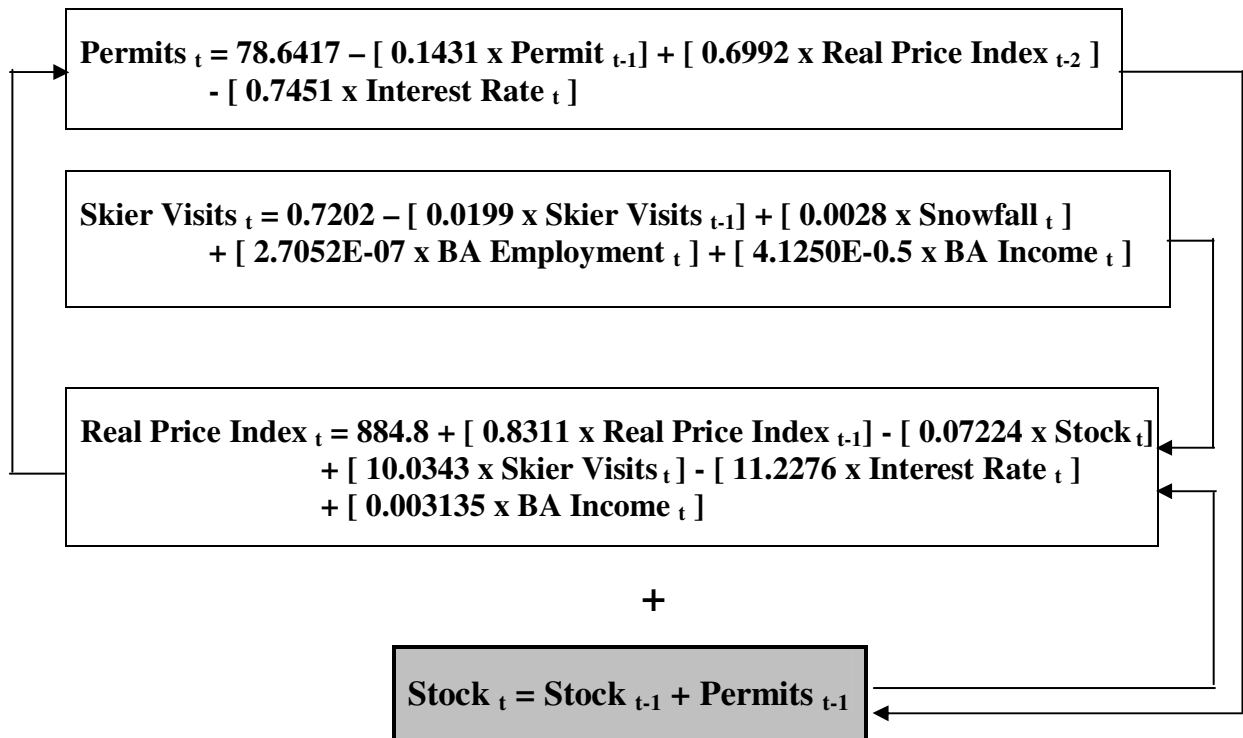 Permits t = 78.6417 – [ 0.1431 x Permit t-1] + [ 0.6992 x Real Price Index t-2 ]
- [ 0.7451 x Interest Rate t ]
Skier Visits t = 0.7202 – [ 0.0199 x Skier Visits t-1] + [ 0.0028 x Snowfall t ]
+ [ 2.7052E-07 x BA Employment t ] + [ 4.1250E-0.5 x BA Income t ]
Real Price Index t = 884.8 + [ 0.8311 x Real Price Index t-1] - [ 0.07224 x Stock t]
+ [ 10.0343 x Skier Visits t ] - [ 11.2276 x Interest Rate t ]
+ [ 0.003135 x BA Income t ]
+
Stock t = Stock t-1 + Permits t-1